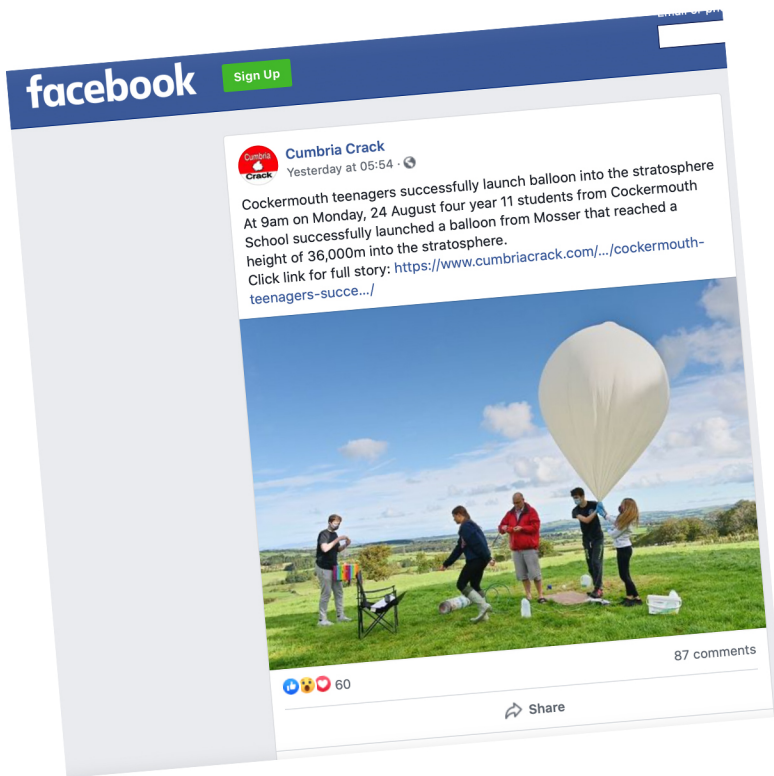 facebook
Sign Up
Cumbria
Crack
Cumbria Crack
Yesterday at 05:54 ·
Cockermouth teenagers successfully launch balloon into the stratosphere
At 9am on Monday, 24 August four year 11 students from Cockermouth
School successfully launched a balloon from Mosser that reached a
height of 36,000m into the stratosphere.
Click link for full story: https://www.cumbriacrack.com/.../cockermouth-
teenagers-succe.../
60
87 comments
Share